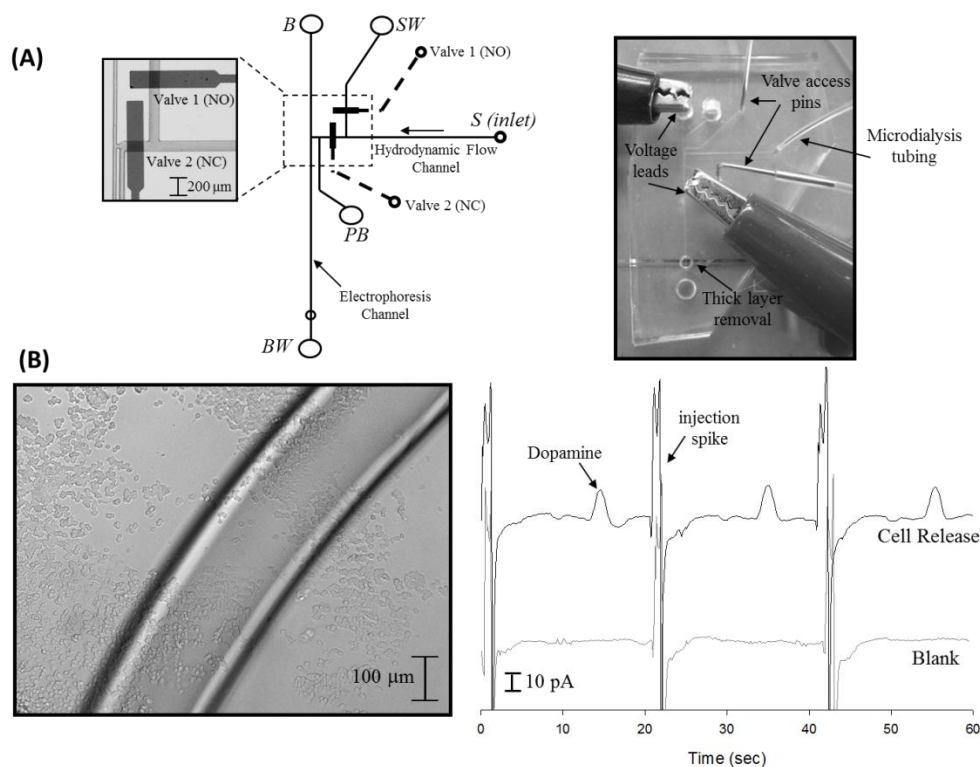 (A)
Valve 1 (NO)
Valve 2 (NC)
200 μm
B
SW
Valve 1 (NO)
S (inlet)
Hydrodynamic Flow
Channel
Valve 2 (NC)
PB
Electrophoresis
Channel
BW
Valve access
pins
Microdialysis
tubing
Voltage
leads
Thick layer
removal
(B)
100 μm
Dopamine
injection
spike
Cell Release
Blank
10 pA
0 10 20 30 40 50 60
Time (sec)